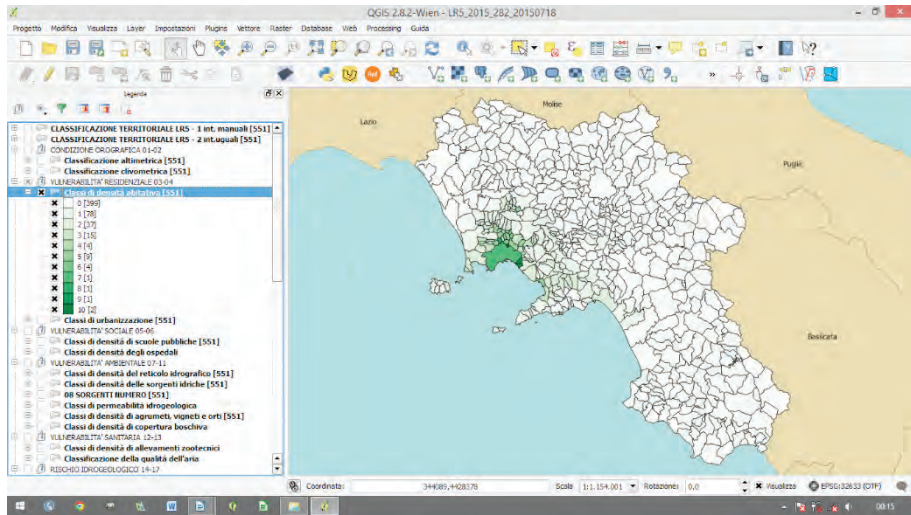 QGIS 2.8.2-Wien - LR5_2015_282_20150718
Progetto Modifica Visualizza Layer Impostazioni Plugins Vettore Raster Database Web Processing Guida
Legenda
CLASSIFICAZIONE TERRITORIALE LR5 - 1 int. manuali [551]
CLASSIFICAZIONE TERRITORIALE LR5 - 2 int.uguali [551]
CONDIZIONE OROGRAFICA 01-02
Classificazione altimetrica [551]
Classificazione clivometrica [551]
VULNERABILITA' RESIDENZIALE 03-04
Classi di densità abitativa [551]
0 [399]
1 [78]
2 [37]
3 [15]
4 [4]
5 [9]
6 [4]
7 [1]
8 [1]
9 [1]
10 [2]
Classi di urbanizzazione [551]
VULNERABILITA' SOCIALE 05-06
Classi di densità di scuole pubbliche [551]
Classi di densità degli ospedali
VULNERABILITA' AMBIENTALE 07-11
Classi di densità del reticolo idrografico [551]
Classi di densità delle sorgenti idriche [551]
08 SORGENTI NUMERO [551]
Classi di permeabilità idrogeologica
Classi di densità di agrumeti, vigneti e orti [551]
Classi di densità di copertura boschiva
VULNERABILITA' SANITARIA 12-13
Classi di densità di allevamenti zootecnici
Classificazione della qualità dell'aria
RISCHIO IDROGEOLOGICO 14-17
Lazio
Molise
Puglia
Basilicata
Coordinata: 344089,4428378 Scala 1:1.154.001 Rotazione: 0,0 Visualizza EPSG:32633 (OTF)
00:15